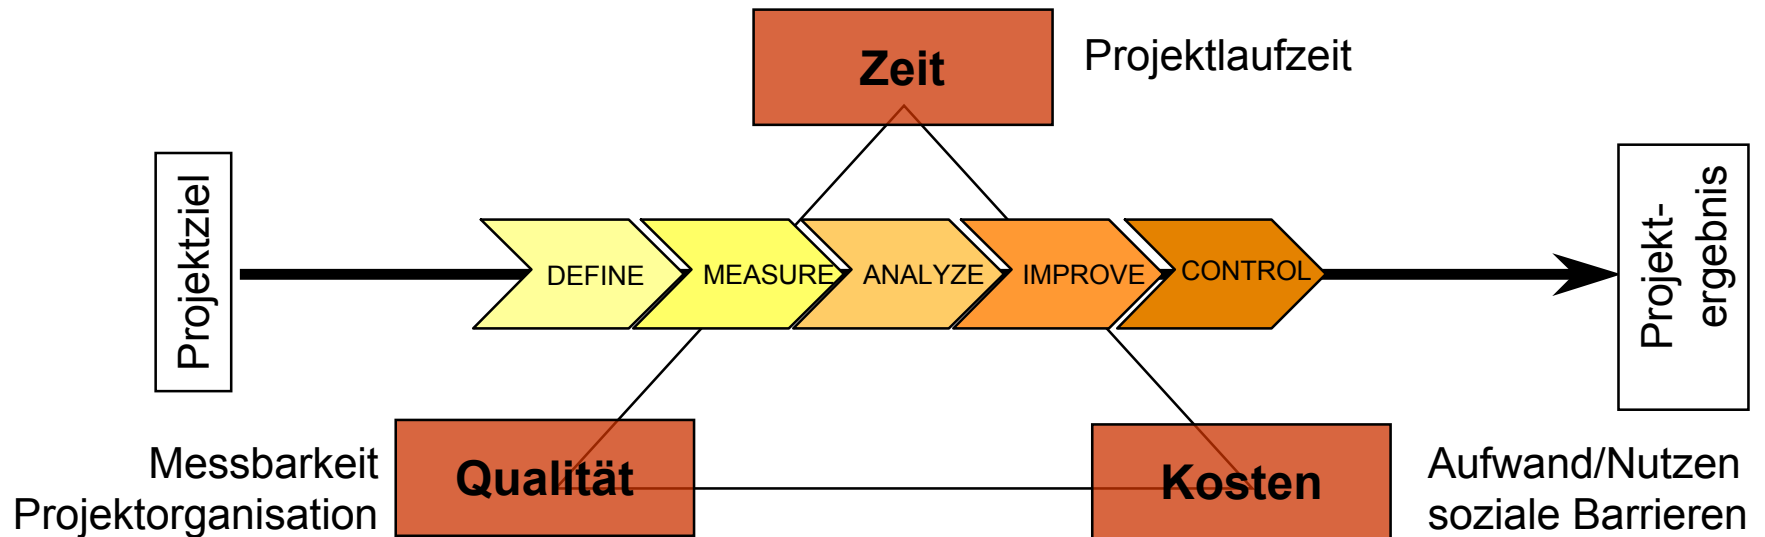 Zeit
Projektlaufzeit
Projektziel
DEFINE
MEASURE
ANALYZE
IMPROVE
CONTROL
Projekt-
ergebnis
Messbarkeit
Projektorganisation
Qualität
Kosten
Aufwand/Nutzen
soziale Barrieren